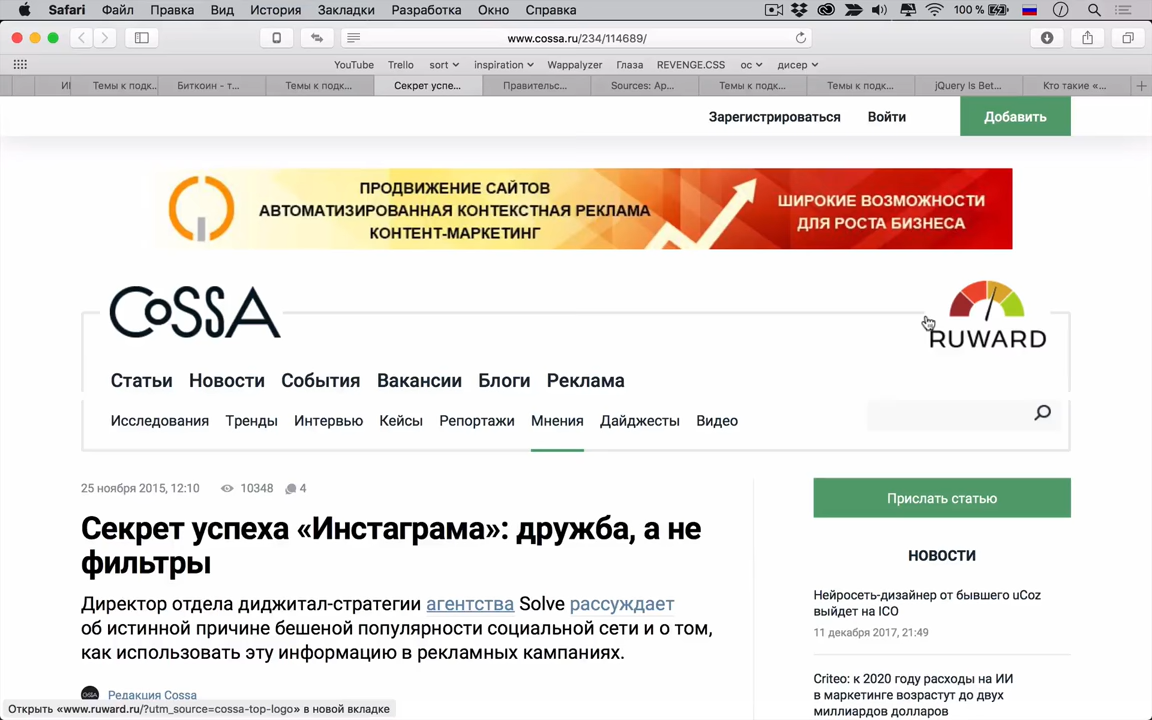 Safari Файл Правка Вид История Закладки Разработка Окно Справка 100 %
www.cossa.ru/234/114689/
YouTube Trello sort inspiration Wappalyzer Глаза REVENGE.CSS ос дисер
Темы к подк... Биткоин - т... Темы к подк... Секрет успе... Правительс... Sources: Ap... Темы к подк... Темы к подк... jQuery Is Bet... Кто такие «...
Зарегистрироваться Войти Добавить
ПРОДВИЖЕНИЕ САЙТОВ
АВТОМАТИЗИРОВАННАЯ КОНТЕКСТНАЯ РЕКЛАМА
КОНТЕНТ-МАРКЕТИНГ
ШИРОКИЕ ВОЗМОЖНОСТИ
ДЛЯ РОСТА БИЗНЕСА
COSSA
RUWARD
Статьи Новости События Вакансии Блоги Реклама
Исследования Тренды Интервью Кейсы Репортажи Мнения Дайджесты Видео
25 ноября 2015, 12:10 10348 4
Секрет успеха «Инстаграма»: дружба, а не
фильтры
Директор отдела диджитал-стратегии агентства Solve рассуждает
об истинной причине бешеной популярности социальной сети и о том,
как использовать эту информацию в рекламных кампаниях.
Редакция Cossa
Прислать статью
НОВОСТИ
Нейросеть-дизайнер от бывшего uCoz
выйдет на ICO
11 декабря 2017, 21:49
Criteo: к 2020 году расходы на ИИ
в маркетинге возрастут до двух
миллиардов долларов
Открыть «www.ruward.ru/?utm_source=cossa-top-logo» в новой вкладке